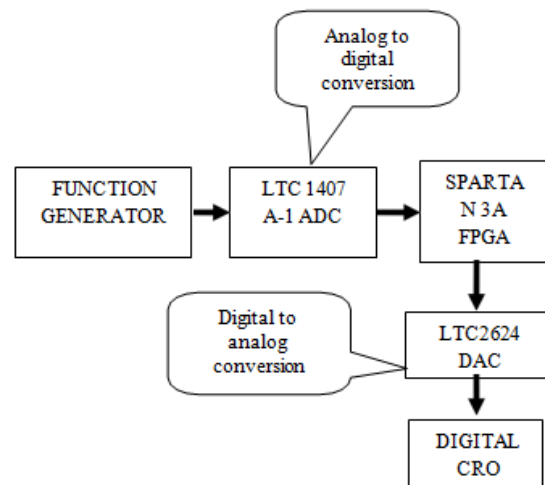 Analog to
digital
conversion
FUNCTION
GENERATOR
LTC 1407
A-1 ADC
SPARTA
N 3A
FPGA
Digital to
analog
conversion
LTC2624
DAC
DIGITAL
CRO